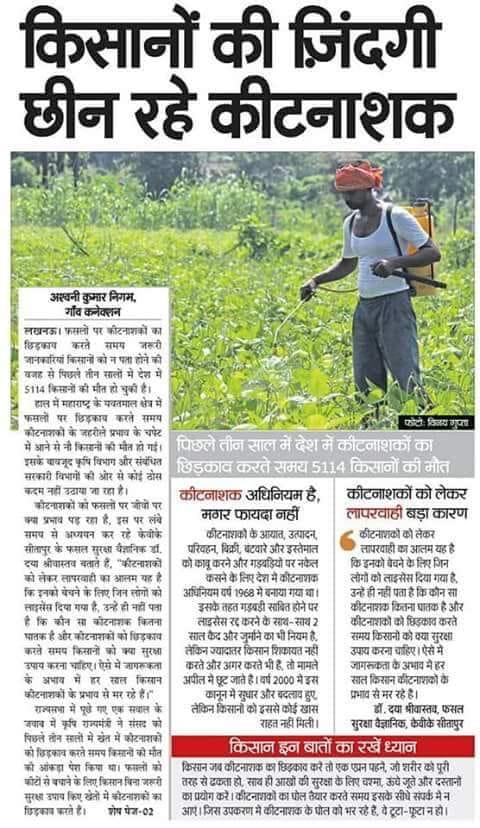 किसानों की ज़िंदगी
छीन रहे कीटनाशक
अश्वनी कुमार निगम,
गाँव कनेक्शन
लखनऊ। फ़सलों पर कीटनाशकों का
छिड़काव करते समय जरूरी
जानकारियां किसानों को न पता होने की
वजह से पिछले तीन सालों में देश में
5114 किसानों की मौत हो चुकी है।
हाल में महाराष्ट्र के यवतमाल क्षेत्र में
फसलों पर छिड़काव करते समय
कीटनाशकों के जहरीले प्रभाव के चपेट
में आने से नौ किसानों की मौत हो गई।
इसके बावजूद कृषि विभाग और संबंधित
सरकारी विभागों की ओर से कोई ठोस
कदम नहीं उठाया जा रहा है।
कीटनाशकों को फसलों पर जीवों पर
क्या प्रभाव पड़ रहा है, इस पर लंबे
समय से अध्ययन कर रहे केवीके
सीतापुर के फसल सुरक्षा वैज्ञानिक डॉ.
दया श्रीवास्तव बताते हैं, "कीटनाशकों
को लेकर लापरवाही का आलम यह है
कि इनको बेचने के लिए जिन लोगों को
लाइसेंस दिया गया है, उन्हें ही नहीं पता
है कि कौन सा कीटनाशक कितना
घातक है और कीटनाशकों को छिड़काव
करते समय किसानों को क्या सुरक्षा
उपाय करना चाहिए। ऐसे में जागरूकता
के अभाव में हर साल किसान
कीटनाशकों के प्रभाव से मर रहे हैं।"
राज्यसभा में पूछे गए एक सवाल के
जवाब में कृषि राज्यमंत्री ने संसद को
पिछले तीन सालों में खेत में कीटनाशकों
को छिड़काव करते समय किसानों की मौत
का आंकड़ा पेश किया था। फसलों को
कीटों से बचाने के लिए किसान बिना जरूरी
सुरक्षा उपाय किए खेतों में कीटनाशकों का
छिड़काव करते हैं। शेष पेज-02
फोटो: विनय गुप्ता
पिछले तीन साल में देश में कीटनाशकों का
छिड़काव करते समय 5114 किसानों की मौत
कीटनाशक अधिनियम है,
मगर फायदा नहीं
कीटनाशकों के आयात, उत्पादन,
परिवहन, बिक्री, बंटवारे और इस्तेमाल
को काबू करने और गड़बड़ियों पर नकेल
कसने के लिए देश में कीटनाशक
अधिनियम वर्ष 1968 में बनाया गया था।
इसके तहत गड़बड़ी साबित होने पर
लाइसेंस रद्द करने के साथ-साथ 2
साल कैद और जुर्माने का भी नियम है,
लेकिन ज्यादातर किसान शिकायत नहीं
करते और अगर करते भी हैं, तो मामले
अपील में छूट जाते हैं। वर्ष 2000 में इस
कानून में सुधार और बदलाव हुए,
लेकिन किसानों को इससे कोई खास
राहत नहीं मिली।
कीटनाशकों को लेकर
लापरवाही बड़ा कारण
कीटनाशकों को लेकर
लापरवाही का आलम यह है
कि इनको बेचने के लिए जिन
लोगों को लाइसेंस दिया गया है,
उन्हें ही नहीं पता है कि कौन सा
कीटनाशक कितना घातक है और
कीटनाशकों को छिड़काव करते
समय किसानों को क्या सुरक्षा
उपाय करना चाहिए। ऐसे में
जागरूकता के अभाव में हर
साल किसान कीटनाशकों के
प्रभाव से मर रहे हैं।
डॉ. दया श्रीवास्तव, फसल
सुरक्षा वैज्ञानिक, केवीके सीतापुर
किसान इन बातों का रखें ध्यान
किसान जब कीटनाशक का छिड़काव करें तो एक एप्रन पहनें, जो शरीर को पूरी
तरह से ढकता हो, साथ ही आखों की सुरक्षा के लिए चश्मा, ऊंचे जूते और दस्तानों
का प्रयोग करें। कीटनाशकों का घोल तैयार करते समय इसके सीधे संपर्क में न
आएं। जिस उपकरण में कीटनाशक के घोल को भर रहे हैं, वे टूटा-फूटा न हो।